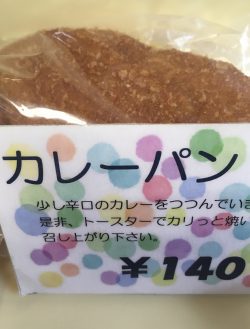 カレーパン
少し辛口のカレーをつつんでいま
是非、トースターでカリっと焼い
召し上がり下さい。
￥140